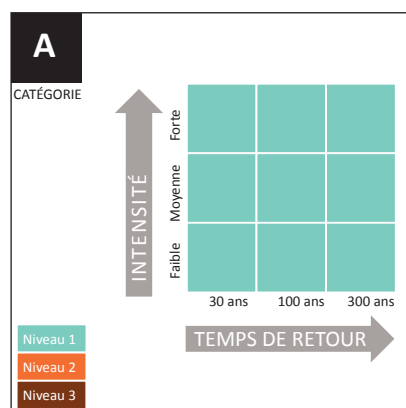 A
CATÉGORIE
INTENSITÉ
Forte
Moyenne
Faible
30 ans 100 ans 300 ans
TEMPS DE RETOUR
Niveau 1
Niveau 2
Niveau 3